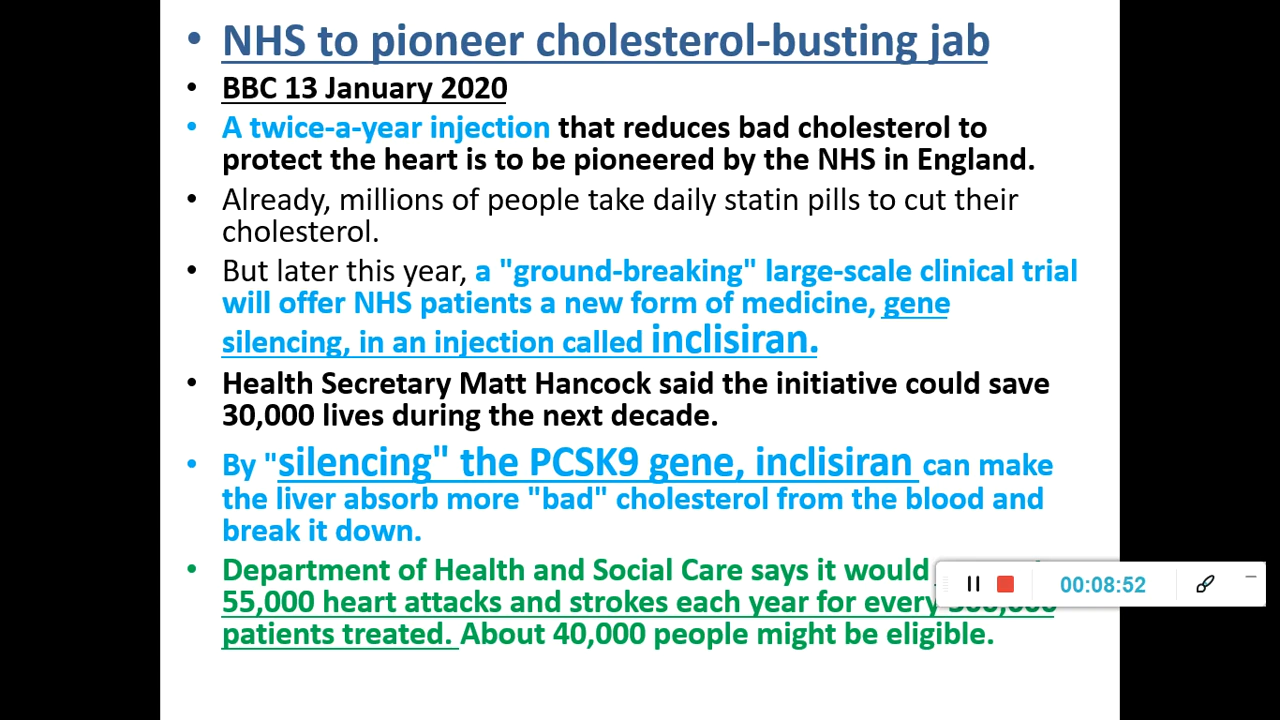 • NHS to pioneer cholesterol-busting jab
• BBC 13 January 2020
• A twice-a-year injection that reduces bad cholesterol to
protect the heart is to be pioneered by the NHS in England.
• Already, millions of people take daily statin pills to cut their
cholesterol.
• But later this year, a "ground-breaking" large-scale clinical trial
will offer NHS patients a new form of medicine, gene
silencing, in an injection called inclisiran.
• Health Secretary Matt Hancock said the initiative could save
30,000 lives during the next decade.
• By "silencing" the PCSK9 gene, inclisiran can make
the liver absorb more "bad" cholesterol from the blood and
break it down.
• Department of Health and Social Care says it would
55,000 heart attacks and strokes each year for every
patients treated. About 40,000 people might be eligible.
00:08:52